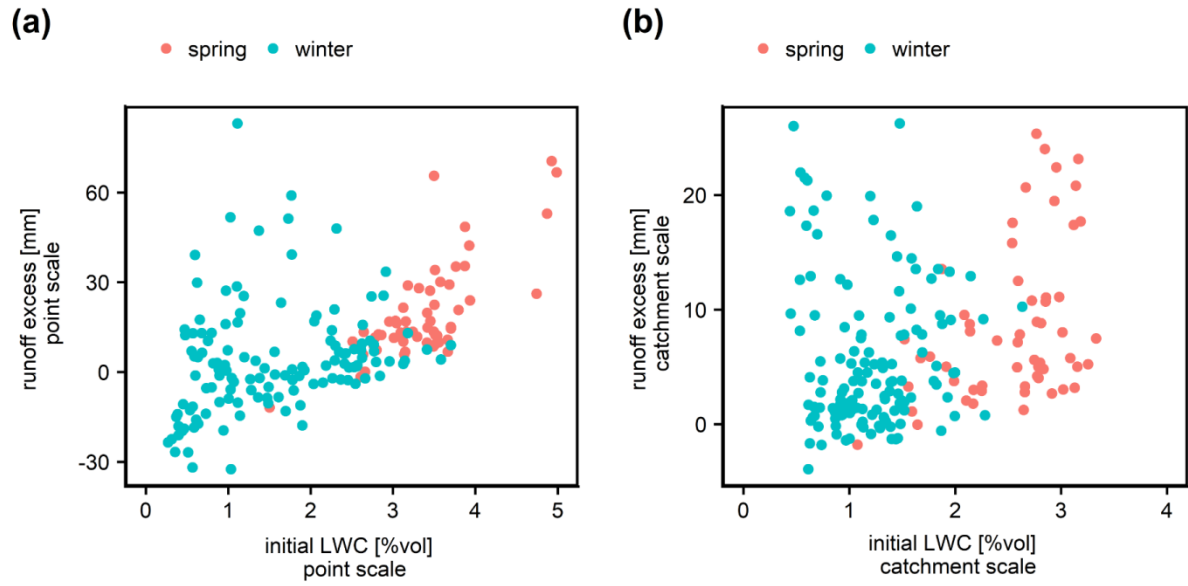 (a)
spring winter
60
30
0
-30
runoff excess [mm]
point scale
0 1 2 3 4 5
initial LWC [%vol]
point scale
(b)
spring winter
20
10
0
runoff excess [mm]
catchment scale
0 1 2 3 4
initial LWC [%vol]
catchment scale